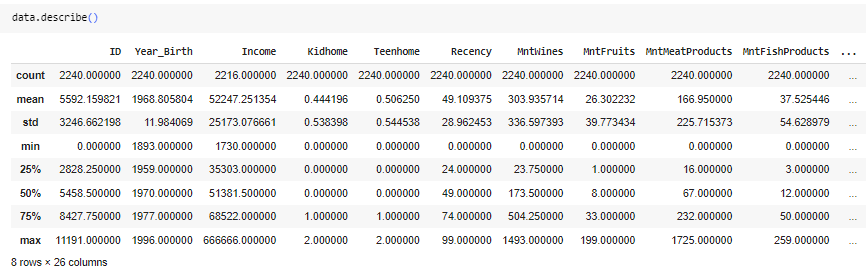 data.describe()
ID Year_Birth Income Kidhome Teenhome Recency MntWines MntFruits MntMeatProducts MntFishProducts ...
count 2240.000000 2240.000000 2216.000000 2240.000000 2240.000000 2240.000000 2240.000000 2240.000000 2240.000000 2240.000000 ...
mean 5592.159821 1968.805804 52247.251354 0.444196 0.506250 49.109375 303.935714 26.302232 166.950000 37.525446 ...
std 3246.662198 11.984069 25173.076661 0.538398 0.544538 28.962453 336.597393 39.773434 225.715373 54.628979 ...
min 0.000000 1893.000000 1730.000000 0.000000 0.000000 0.000000 0.000000 0.000000 0.000000 0.000000 ...
25% 2828.250000 1959.000000 35303.000000 0.000000 0.000000 24.000000 23.750000 1.000000 16.000000 3.000000 ...
50% 5458.500000 1970.000000 51381.500000 0.000000 0.000000 49.000000 173.500000 8.000000 67.000000 12.000000 ...
75% 8427.750000 1977.000000 68522.000000 1.000000 1.000000 74.000000 504.250000 33.000000 232.000000 50.000000 ...
max 11191.000000 1996.000000 666666.000000 2.000000 2.000000 99.000000 1493.000000 199.000000 1725.000000 259.000000 ...
8 rows × 26 columns